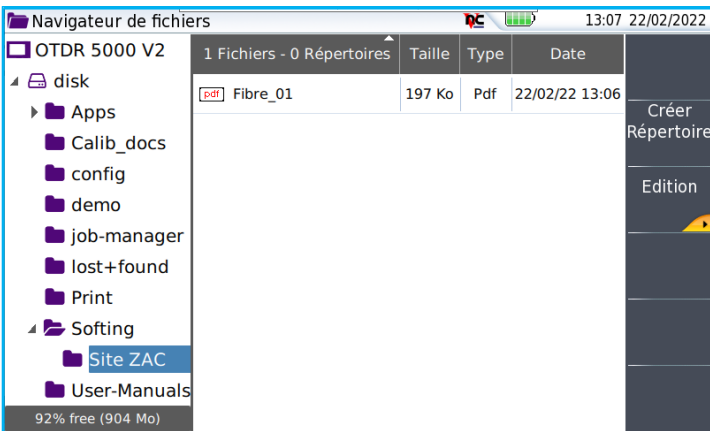 Navigateur de fichiers
13:07 22/02/2022
OTDR 5000 V2
disk
Apps
Calib_docs
config
demo
job-manager
lost+found
Print
Softing
Site ZAC
User-Manuals
92% free (904 Mo)
1 Fichiers - 0 Répertoires Taille Type Date
pdf Fibre_01 197 Ko Pdf 22/02/22 13:06
Créer
Répertoire
Edition